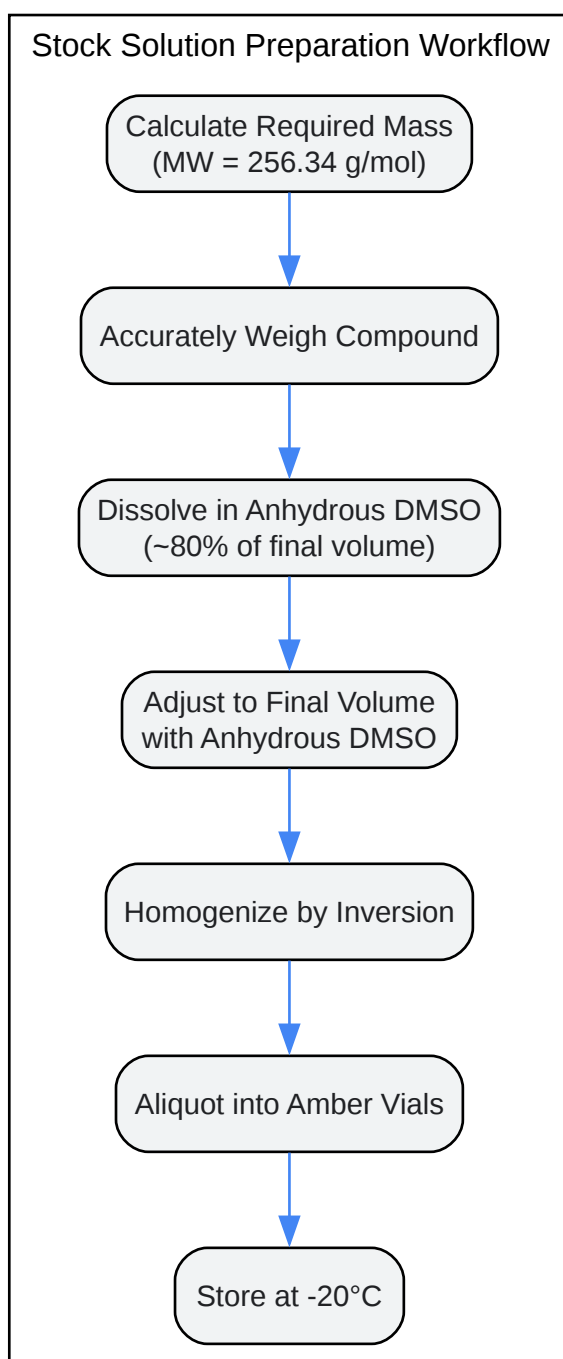 Stock Solution Preparation Workflow
Calculate Required Mass
(MW = 256.34 g/mol)
Accurately Weigh Compound
Dissolve in Anhydrous DMSO
(~80% of final volume)
Adjust to Final Volume
with Anhydrous DMSO
Homogenize by Inversion
Aliquot into Amber Vials
Store at -20°C